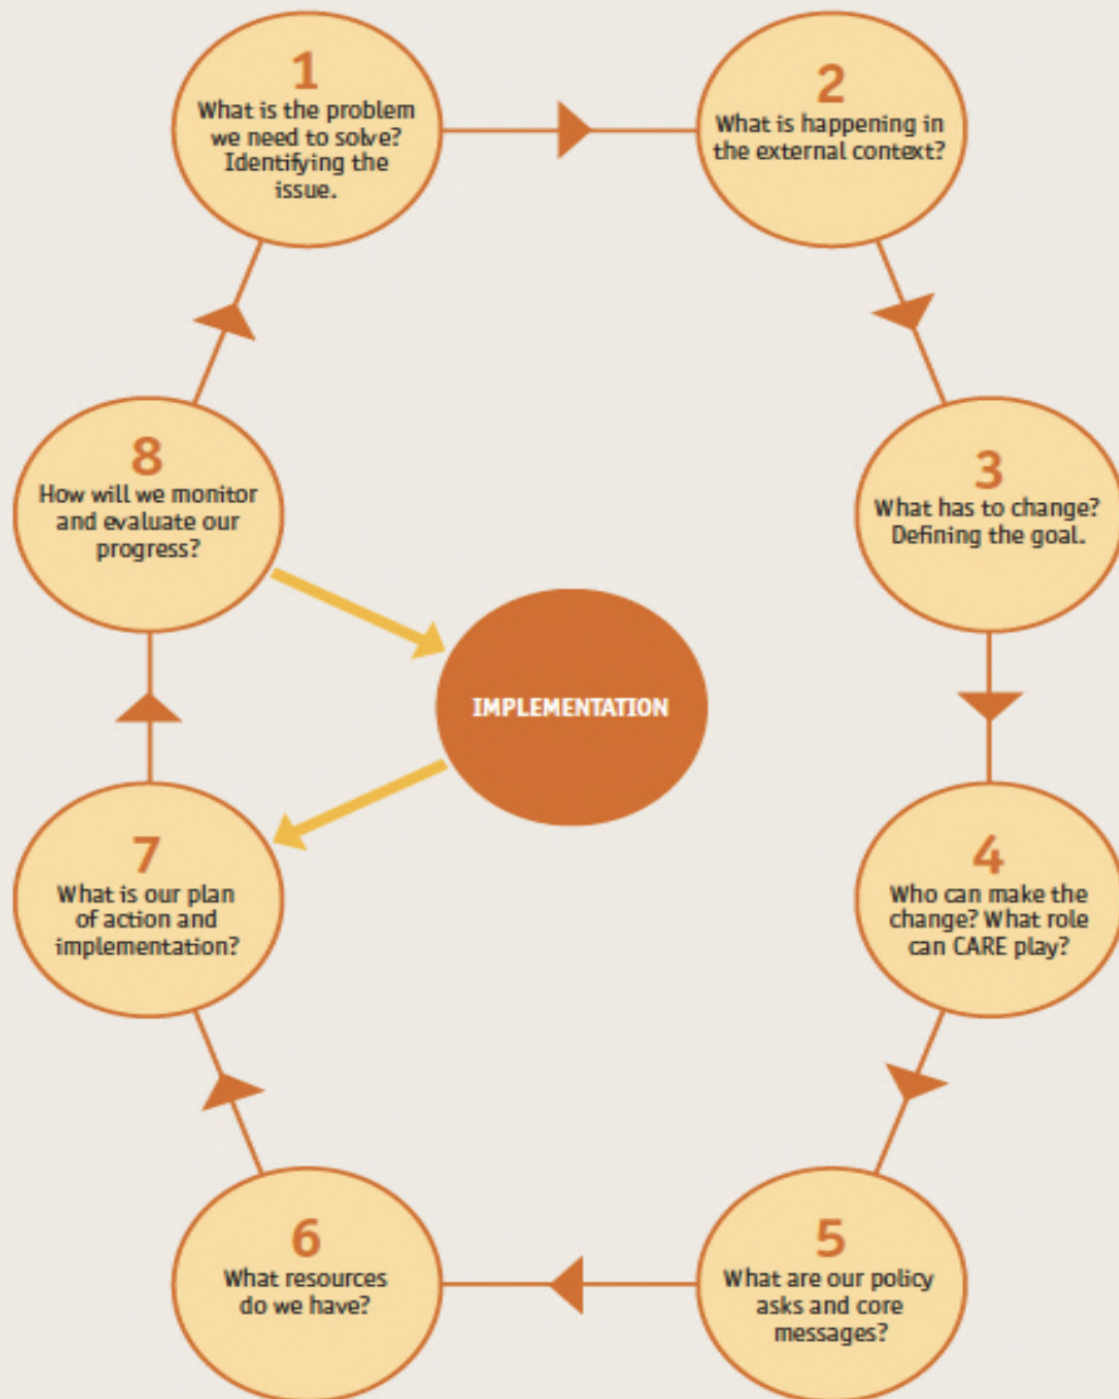 1
What is the problem
we need to solve?
Identifying the
issue.
2
What is happening in
the external context?
3
What has to change?
Defining the goal.
4
Who can make the
change? What role
can CARE play?
5
What are our policy
asks and core
messages?
6
What resources
do we have?
7
What is our plan
of action and
implementation?
8
How will we monitor
and evaluate our
progress?
IMPLEMENTATION